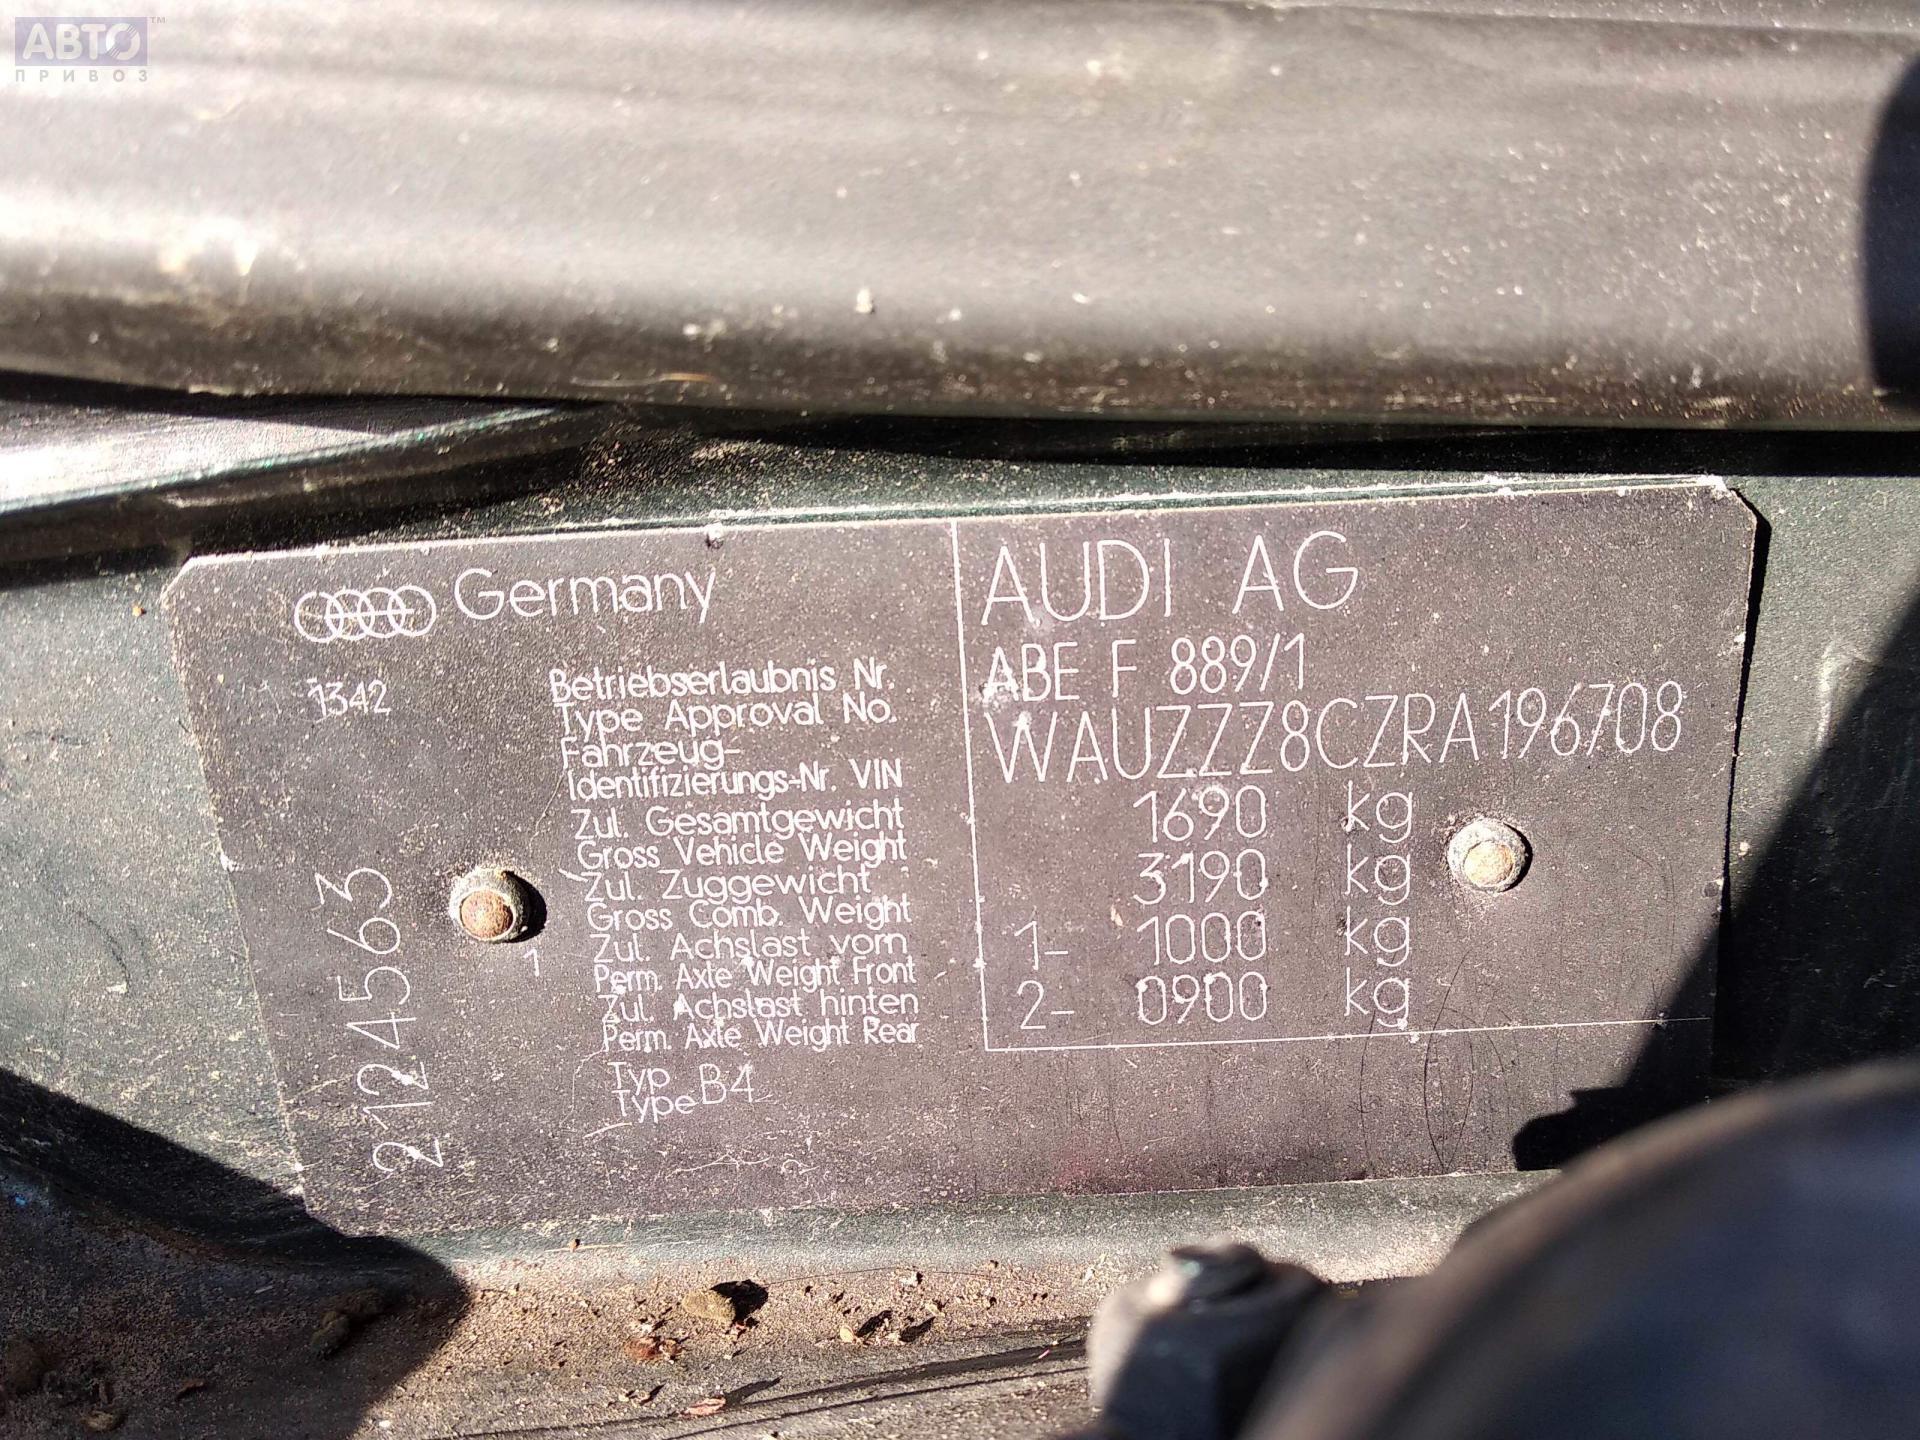 АВТО™
ПРИВОЗ
Germany
AUDI AG
1342
Betriebserlaubnis Nr.
Type Approval No.
ABE F 889/1
Fahrzeug-
Identifizierungs-Nr. VIN
WAUZZZ8CZRA196708
Zul. Gesamtgewicht
Gross Vehicle Weight
1690 kg
Zul. Zuggewicht
Gross Comb. Weight
3190 kg
1 Zul. Achslast vorn
Perm. Axle Weight Front
1- 1000 kg
Zul. Achslast hinten
Perm. Axle Weight Rear
2- 0900 kg
Typ
Type B4
2124563